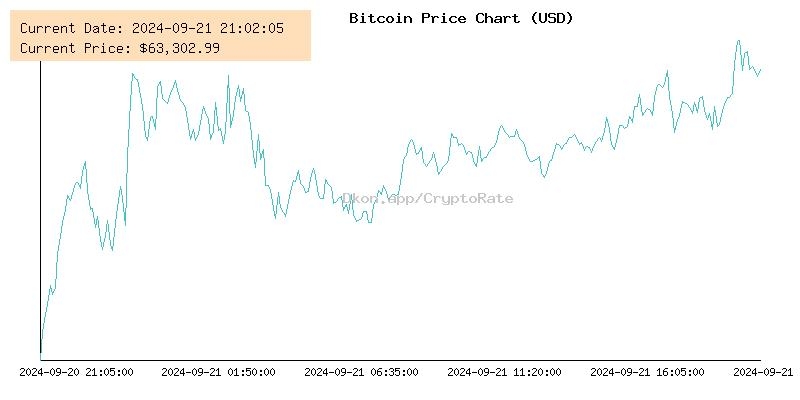 Bitcoin Price Chart (USD)
Current Date: 2024-09-21 21:02:05
Current Price: $63,302.99
Dkon.app/CryptoRate
2024-09-20 21:05:00 2024-09-21 01:50:00 2024-09-21 06:35:00 2024-09-21 11:20:00 2024-09-21 16:05:00 2024-09-21